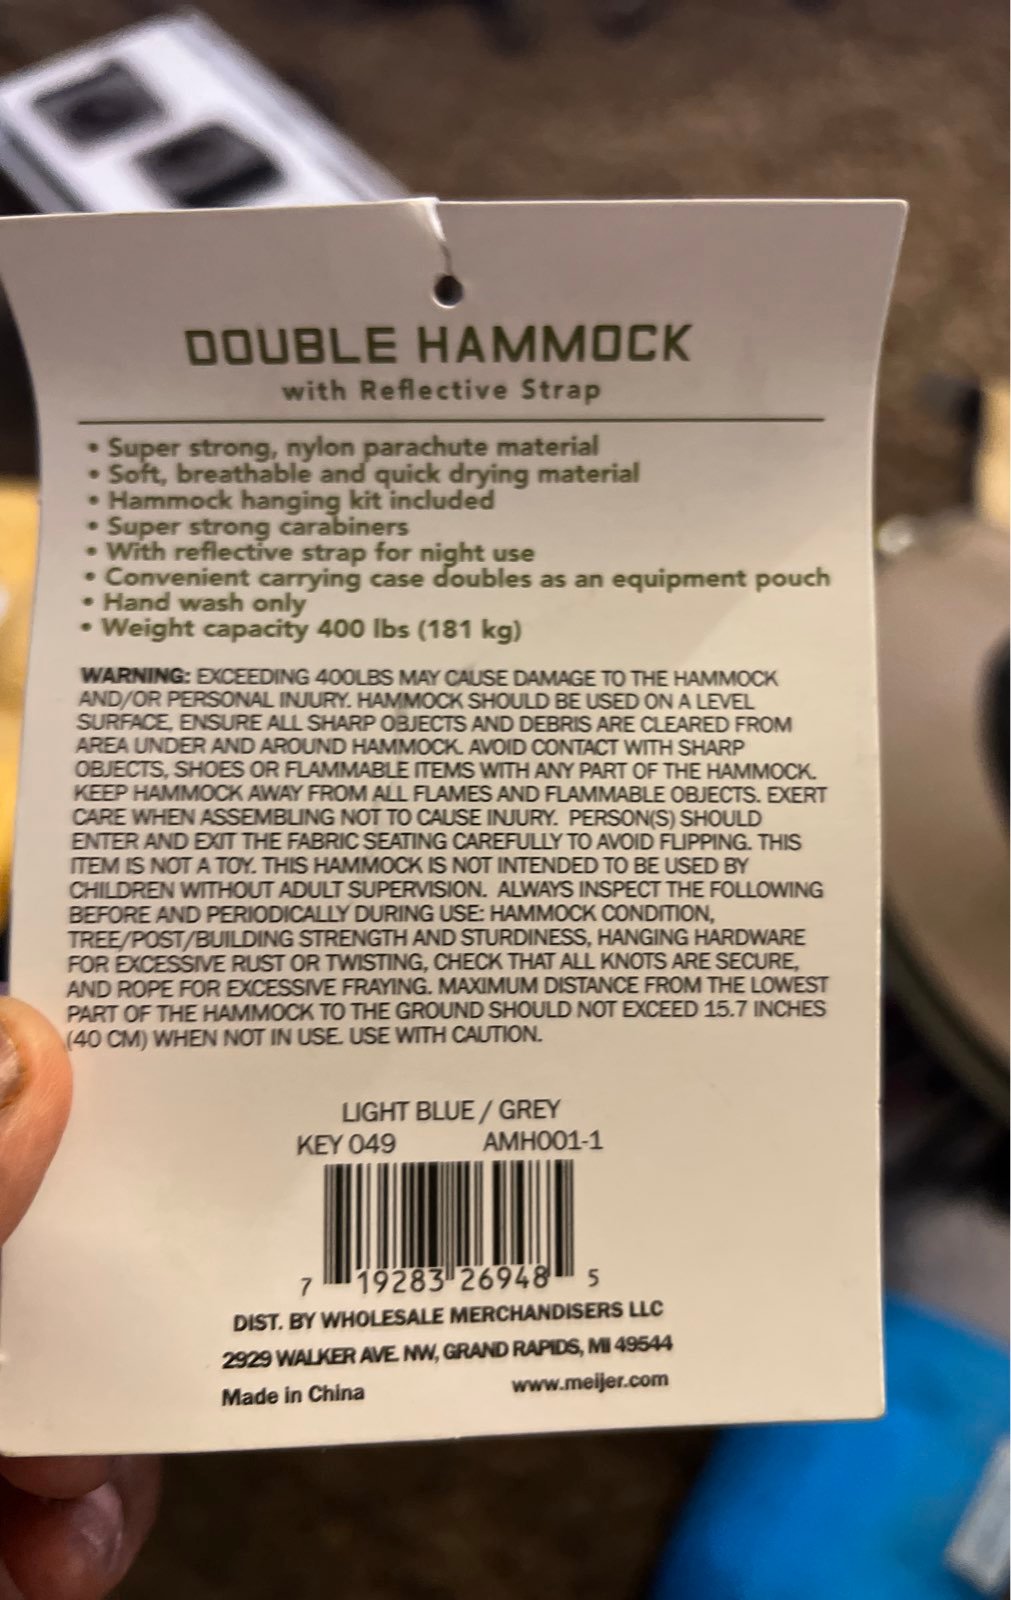 DOUBLE HAMMOCK
with Reflective Strap
• Super strong, nylon parachute material
• Soft, breathable and quick drying material
• Hammock hanging kit included
• Super strong carabiners
• With reflective strap for night use
• Convenient carrying case doubles as an equipment pouch
• Hand wash only
• Weight capacity 400 lbs (181 kg)
WARNING: EXCEEDING 400LBS MAY CAUSE DAMAGE TO THE HAMMOCK
AND/OR PERSONAL INJURY. HAMMOCK SHOULD BE USED ON A LEVEL
SURFACE, ENSURE ALL SHARP OBJECTS AND DEBRIS ARE CLEARED FROM
AREA UNDER AND AROUND HAMMOCK. AVOID CONTACT WITH SHARP
OBJECTS, SHOES OR FLAMMABLE ITEMS WITH ANY PART OF THE HAMMOCK.
KEEP HAMMOCK AWAY FROM ALL FLAMES AND FLAMMABLE OBJECTS. EXERT
CARE WHEN ASSEMBLING NOT TO CAUSE INJURY. PERSON(S) SHOULD
ENTER AND EXIT THE FABRIC SEATING CAREFULLY TO AVOID FLIPPING. THIS
ITEM IS NOT A TOY. THIS HAMMOCK IS NOT INTENDED TO BE USED BY
CHILDREN WITHOUT ADULT SUPERVISION. ALWAYS INSPECT THE FOLLOWING
BEFORE AND PERIODICALLY DURING USE: HAMMOCK CONDITION,
TREE/POST/BUILDING STRENGTH AND STURDINESS, HANGING HARDWARE
FOR EXCESSIVE RUST OR TWISTING, CHECK THAT ALL KNOTS ARE SECURE,
AND ROPE FOR EXCESSIVE FRAYING. MAXIMUM DISTANCE FROM THE LOWEST
PART OF THE HAMMOCK TO THE GROUND SHOULD NOT EXCEED 15.7 INCHES
(40 CM) WHEN NOT IN USE. USE WITH CAUTION.
LIGHT BLUE / GREY
KEY 049 AMH001-1
7 19283 26948 5
DIST. BY WHOLESALE MERCHANDISERS LLC
2929 WALKER AVE. NW, GRAND RAPIDS, MI 49544
Made in China www.meijer.com